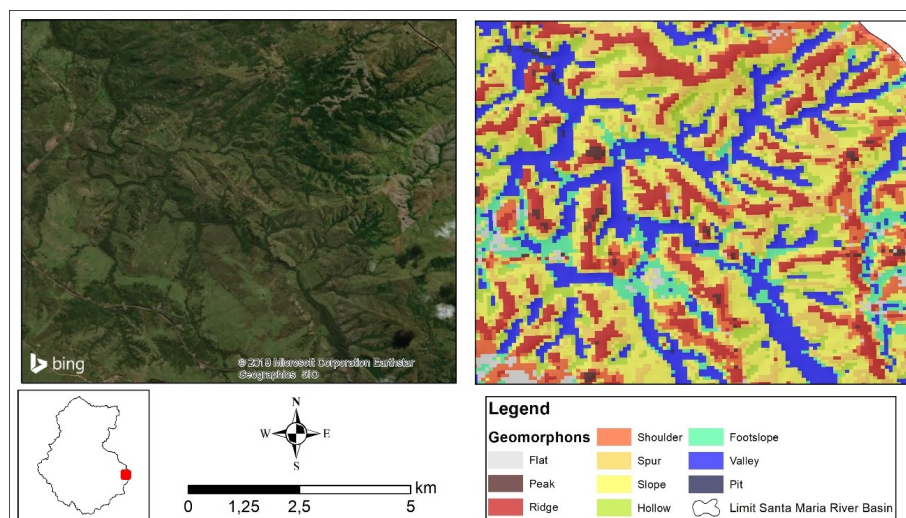 bing
© 2019 Microsoft Corporation Earthstar
Geographics SIO
N
W E
S
km
0 1,25 2,5 5
Legend
Geomorphons
Flat
Peak
Ridge
Shoulder
Spur
Slope
Hollow
Footslope
Valley
Pit
Limit Santa Maria River Basin